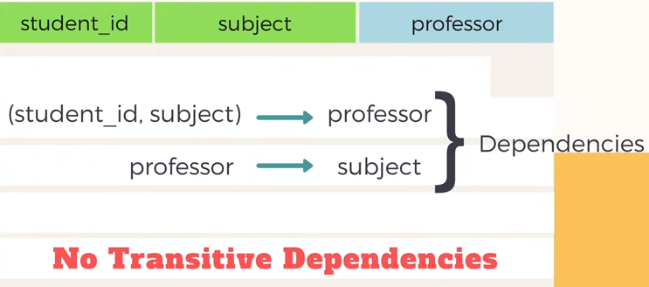 student_id subject professor
(student_id, subject) → professor
professor → subject
Dependencies
No Transitive Dependencies